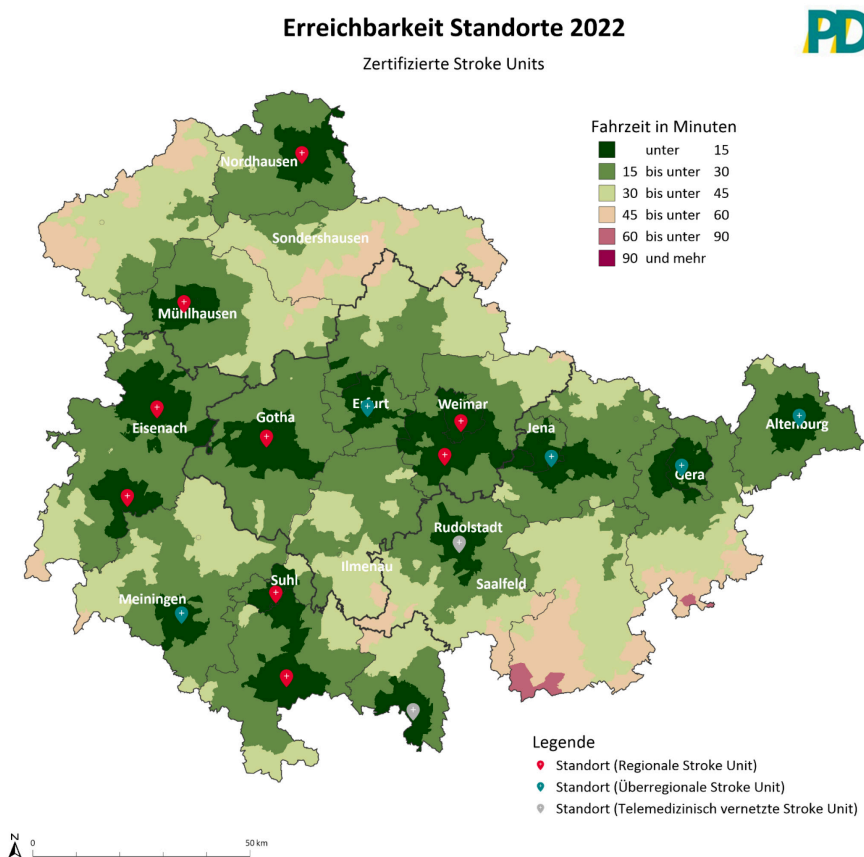 Erreichbarkeit Standorte 2022
PD
Zertifizierte Stroke Units
Fahrzeit in Minuten
unter 15
15 bis unter 30
30 bis unter 45
45 bis unter 60
60 bis unter 90
90 und mehr
Nordhausen
Sondershausen
Mühlhausen
Eisenach
Gotha
Erfurt
Weimar
Jena
Gera
Altenburg
Rudolstadt
Ilmenau
Saalfeld
Suhl
Meiningen
Legende
Standort (Regionale Stroke Unit)
Standort (Überregionale Stroke Unit)
Standort (Telemedizinisch vernetzte Stroke Unit)
N
0
50 km